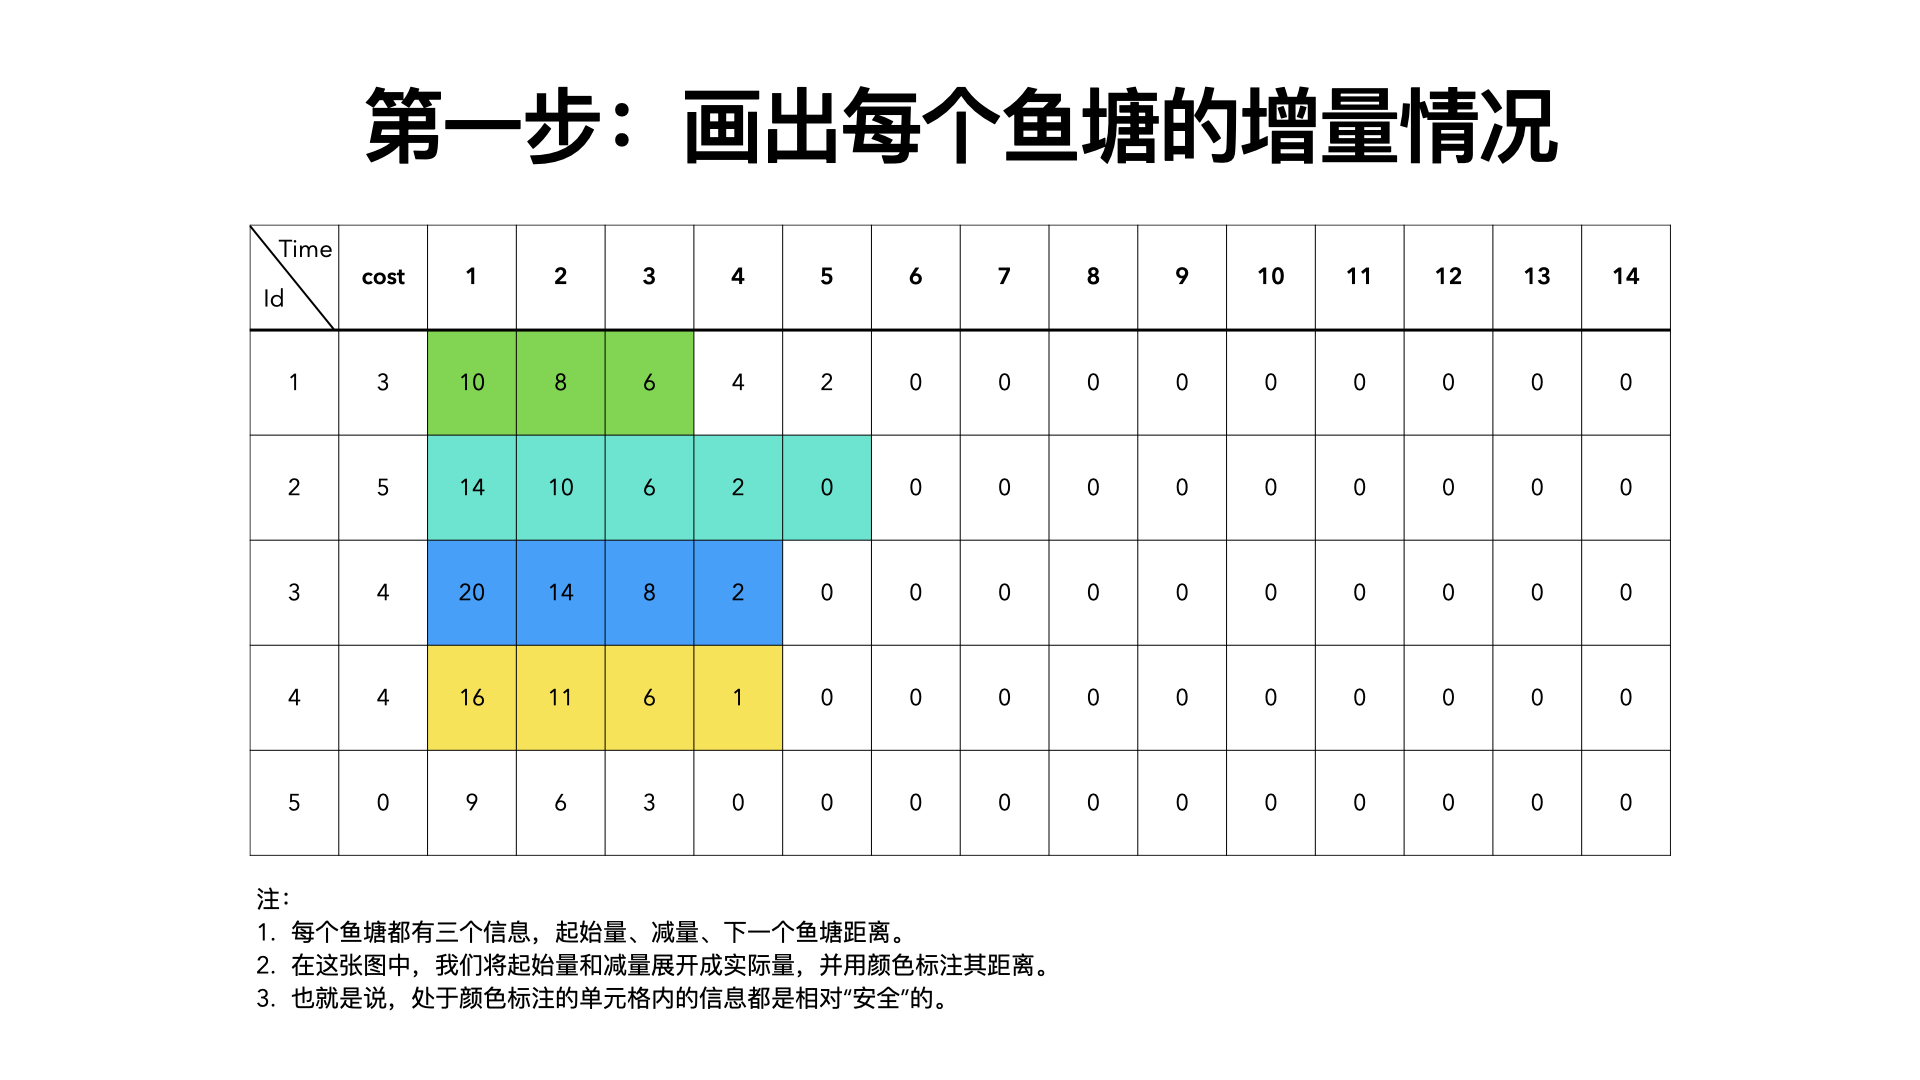 第一步：画出每个鱼塘的增量情况
Time
Id
cost 1 2 3 4 5 6 7 8 9 10 11 12 13 14
1 3 10 8 6 4 2 0 0 0 0 0 0 0 0 0
2 5 14 10 6 2 0 0 0 0 0 0 0 0 0 0
3 4 20 14 8 2 0 0 0 0 0 0 0 0 0 0
4 4 16 11 6 1 0 0 0 0 0 0 0 0 0 0
5 0 9 6 3 0 0 0 0 0 0 0 0 0 0 0
注：
1. 每个鱼塘都有三个信息，起始量、减量、下一个鱼塘距离。
2. 在这张图中，我们将起始量和减量展开成实际量，并用颜色标注其距离。
3. 也就是说，处于颜色标注的单元格内的信息都是相对“安全”的。